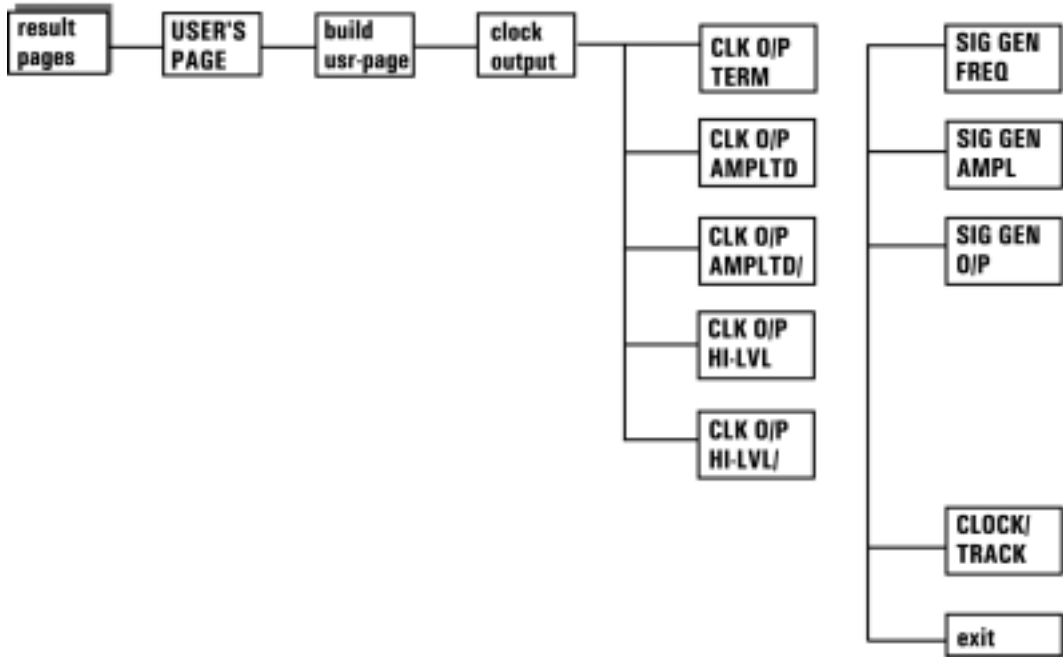 result
pages
USER'S
PAGE
build
usr-page
clock
output
CLK O/P
TERM
CLK O/P
AMPLTD
CLK O/P
AMPLTD/
CLK O/P
HI-LVL
CLK O/P
HI-LVL/
SIG GEN
FREQ
SIG GEN
AMPL
SIG GEN
O/P
CLOCK/
TRACK
exit